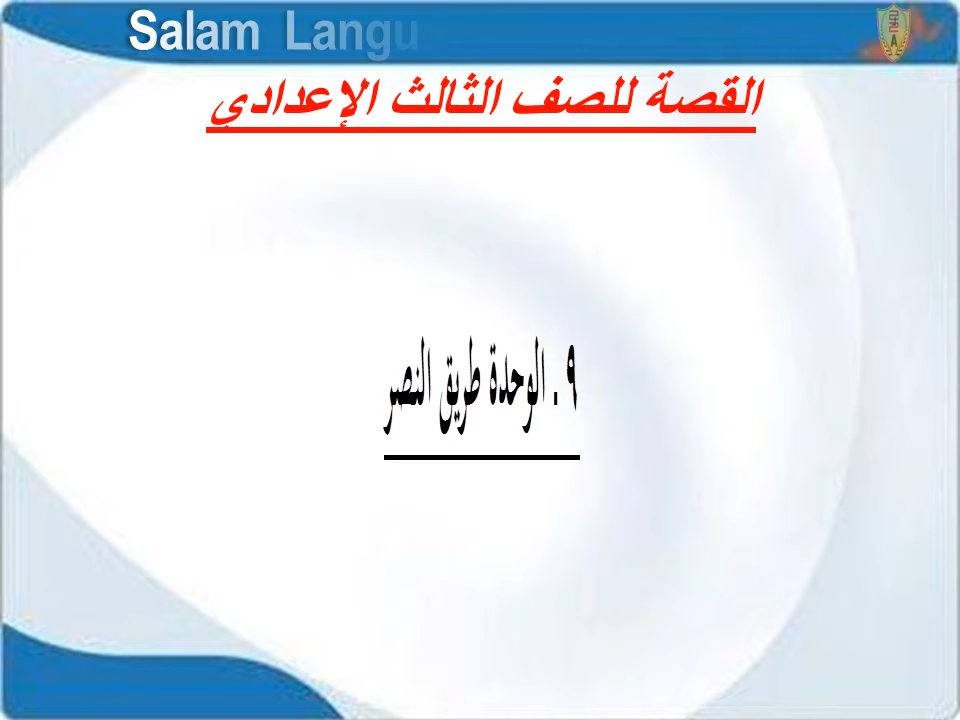 Salam Langu
القصة للصف الثالث الإعدادي
٩ . الوحدة طريق النصر